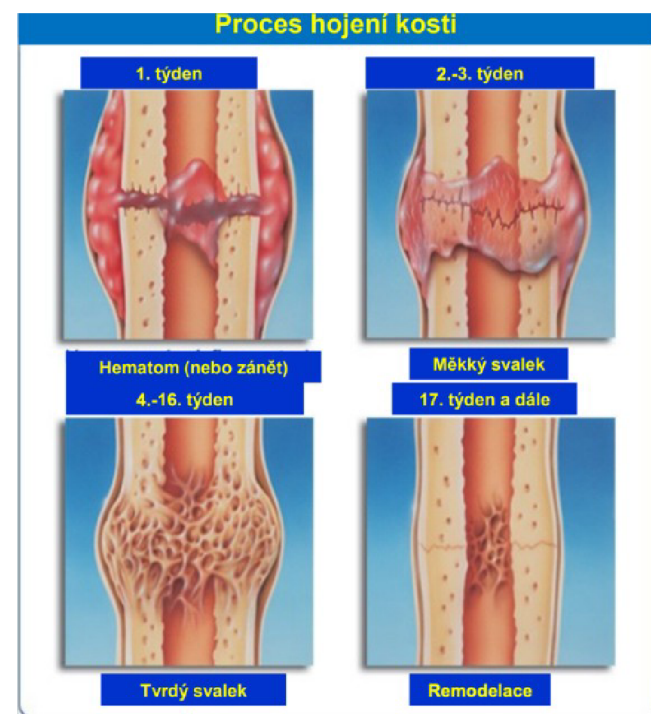 Proces hojení kosti
1. týden
2.-3. týden
Hematom (nebo zánět)
Měkký svalek
4.-16. týden
17. týden a dále
Tvrdý svalek
Remodelace